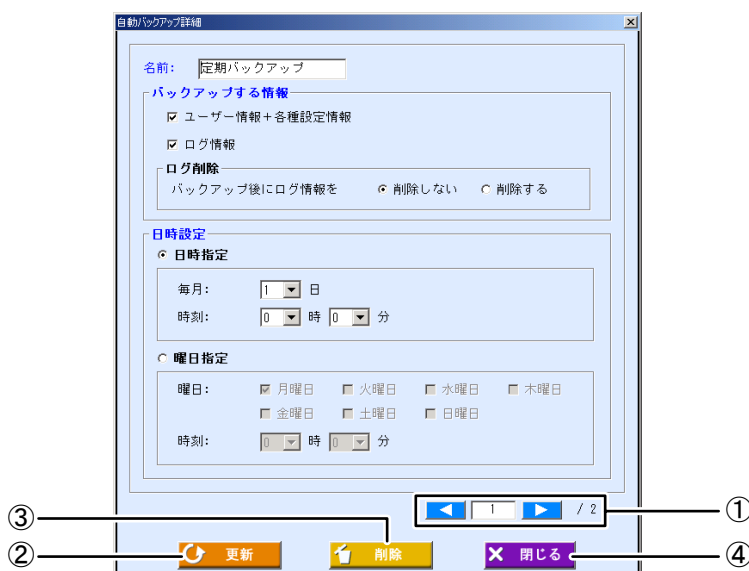 自動バックアップ詳細
名前: 定期バックアップ
バックアップする情報
ユーザー情報+各種設定情報
ログ情報
ログ削除
バックアップ後にログ情報を 削除しない 削除する
日時設定
日時指定
毎月: 1 日
時刻: 0 時 0 分
曜日指定
曜日: 月曜日 火曜日 水曜日 木曜日
金曜日 土曜日 日曜日
時刻: 0 時 0 分
1 / 2 ①
③
② 更新 削除 閉じる ④